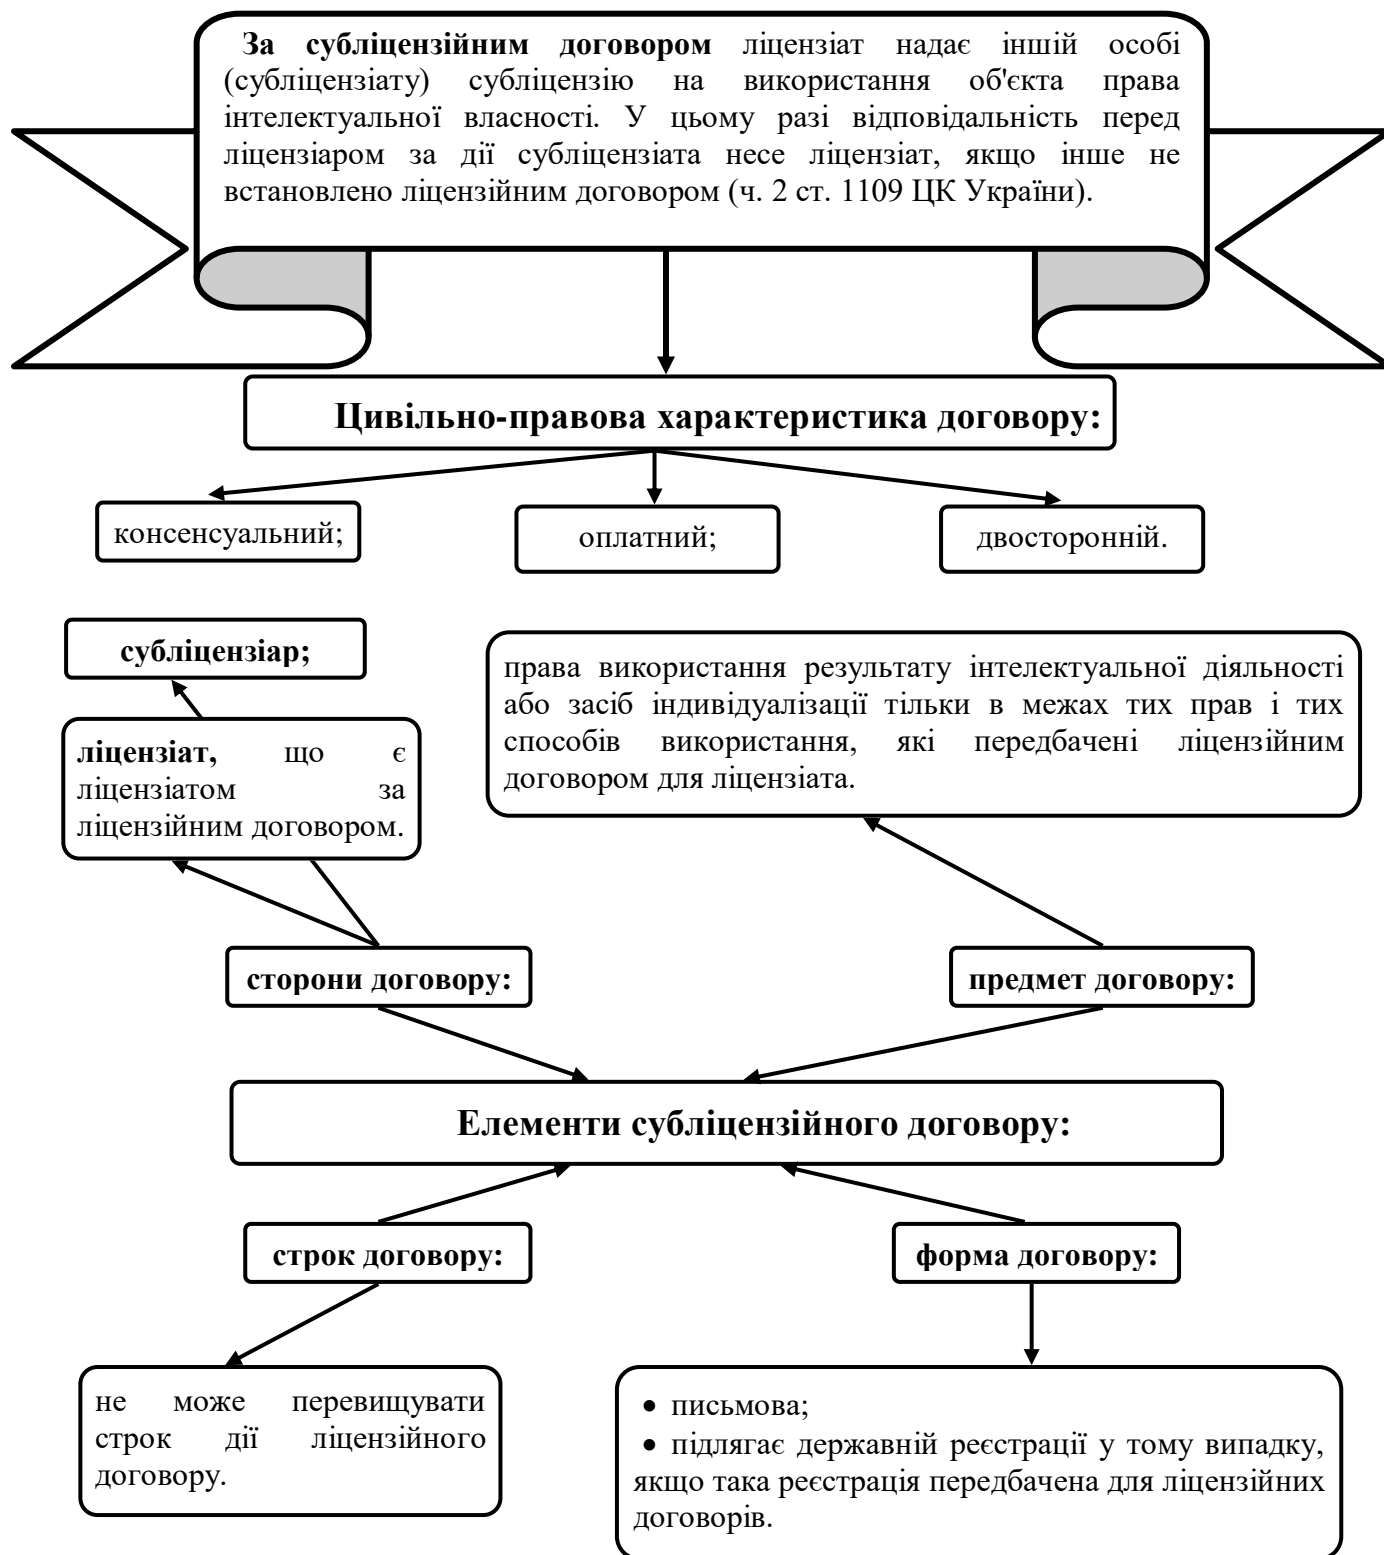 За субліцензійним договором ліцензіат надає іншій особі
(субліцензіату) субліцензію на використання об'єкта права
інтелектуальної власності. У цьому разі відповідальність перед
ліцензіаром за дії субліцензіата несе ліцензіат, якщо інше не
встановлено ліцензійним договором (ч. 2 ст. 1109 ЦК України).
Цивільно-правова характеристика договору:
консенсуальний;
оплатний;
двосторонній.
субліцензіар;
ліцензіат, що є
ліцензіатом за
ліцензійним договором.
права використання результату інтелектуальної діяльності
або засіб індивідуалізації тільки в межах тих прав і тих
способів використання, які передбачені ліцензійним
договором для ліцензіата.
сторони договору:
предмет договору:
Елементи субліцензійного договору:
строк договору:
форма договору:
не може перевищувати
строк дії ліцензійного
договору.
• письмова;
• підлягає державній реєстрації у тому випадку,
якщо така реєстрація передбачена для ліцензійних
договорів.